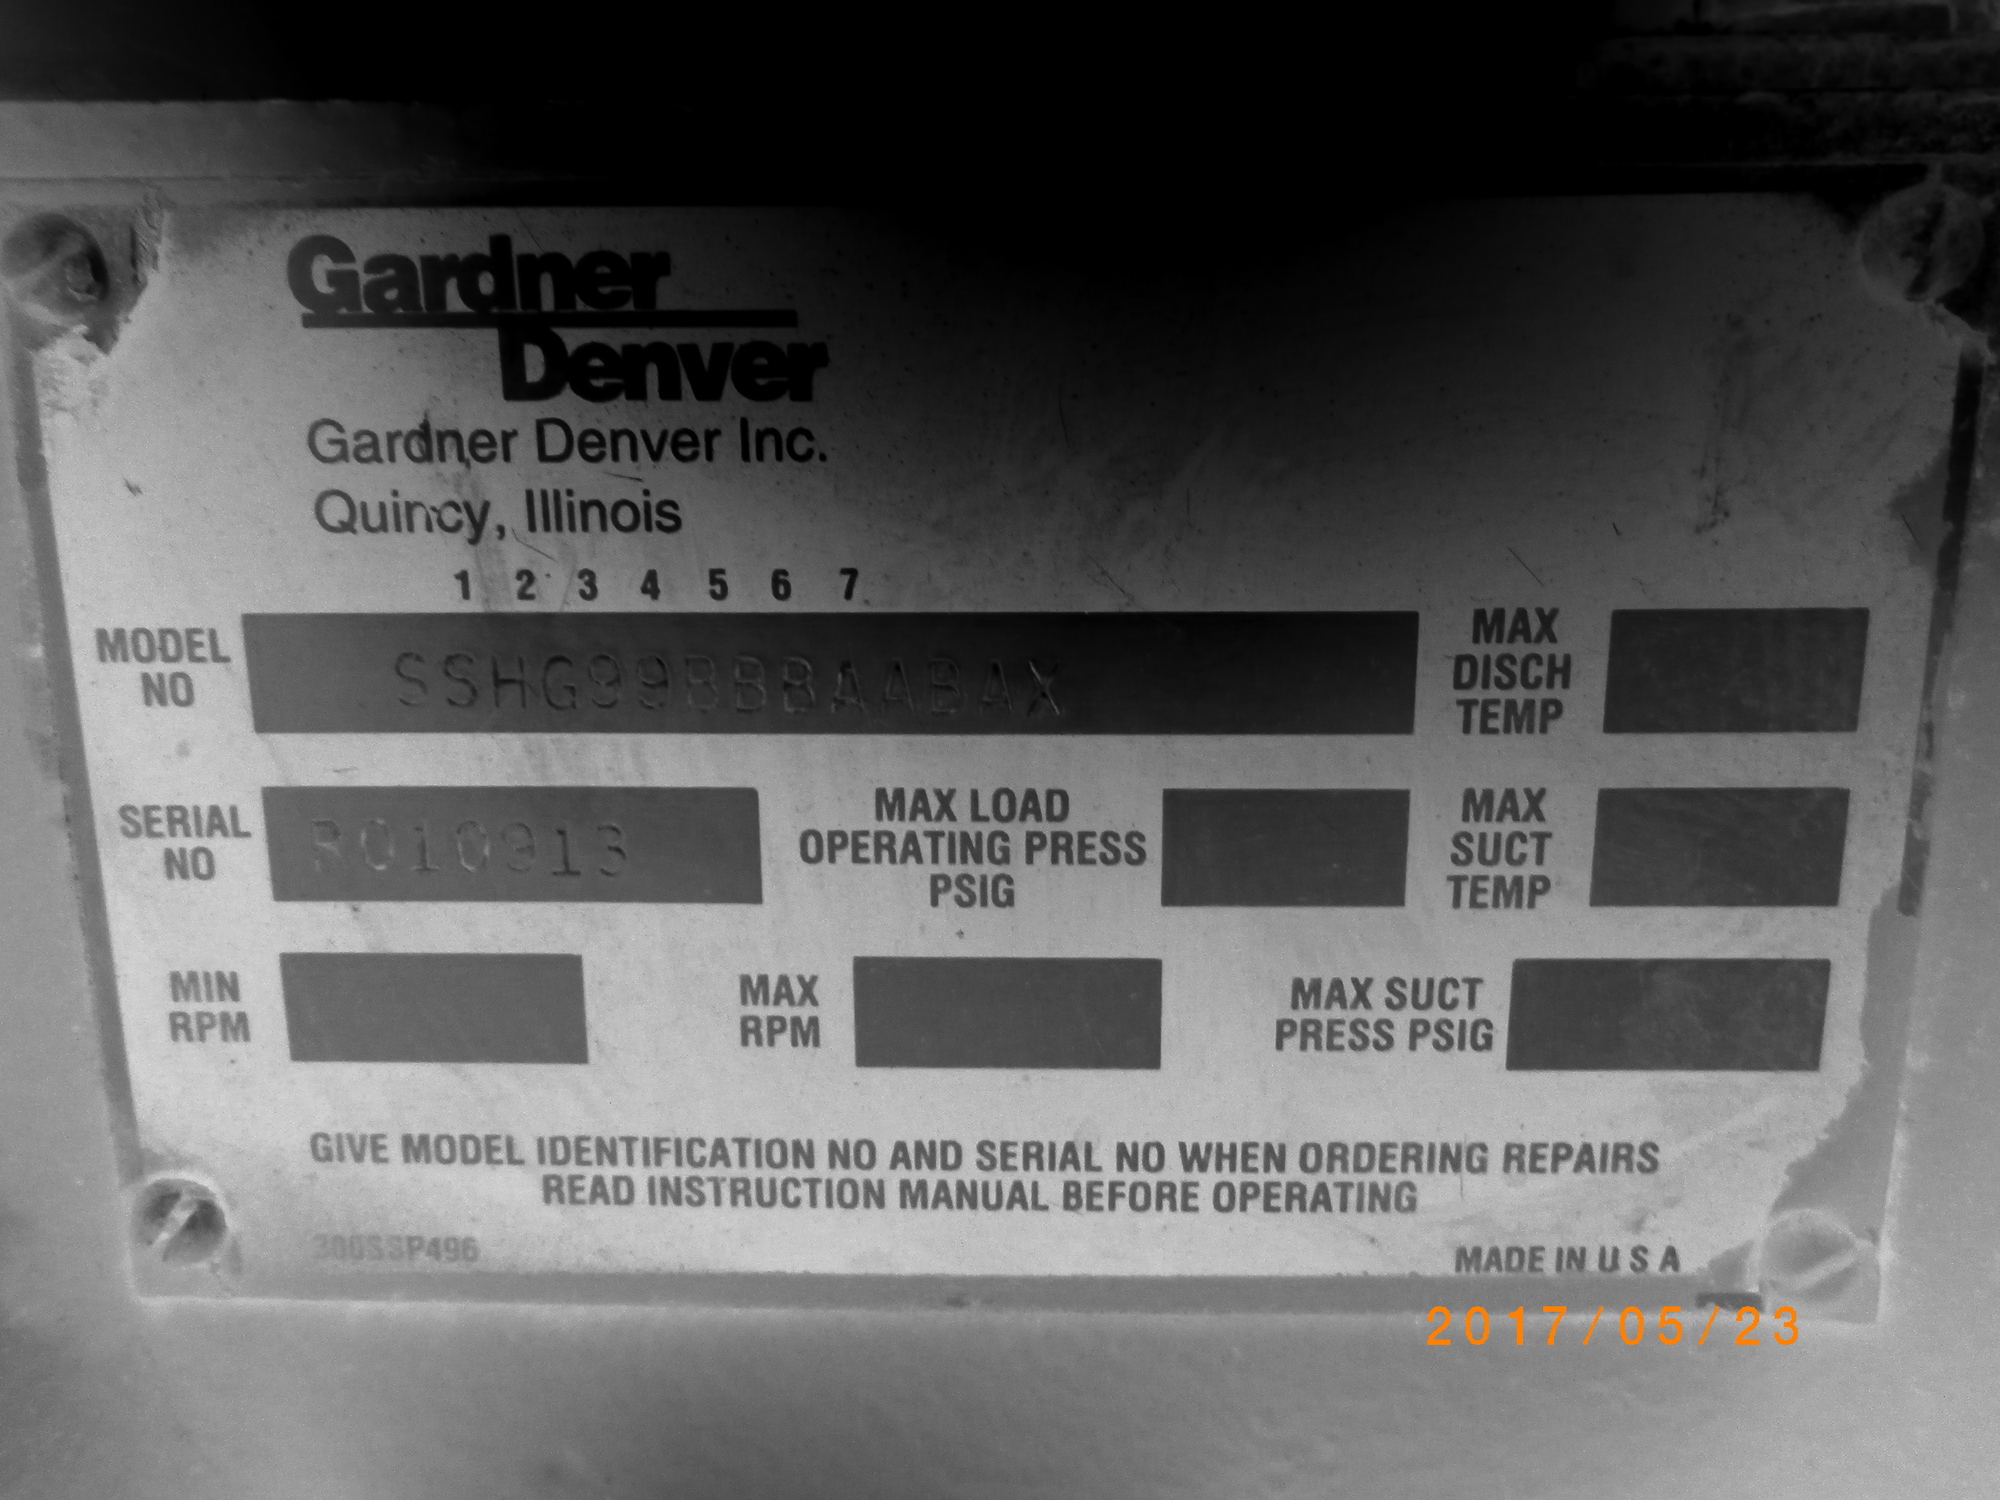 Gardner
Denver
Gardner Denver Inc.
Quincy, Illinois
1 2 3 4 5 6 7
MODEL NO SSHG99BBBAABAX
MAX DISCH TEMP
SERIAL NO R010913
MAX LOAD OPERATING PRESS PSIG
MAX SUCT TEMP
MIN RPM
MAX RPM
MAX SUCT PRESS PSIG
GIVE MODEL IDENTIFICATION NO AND SERIAL NO WHEN ORDERING REPAIRS
READ INSTRUCTION MANUAL BEFORE OPERATING
300SSP496
MADE IN U S A
2017/05/23